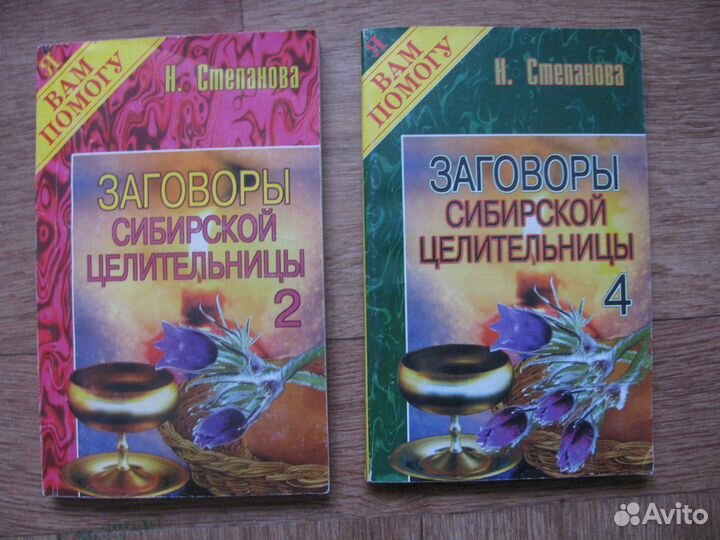 Я
ВАМ
ПОМОГУ
Н. Степанова
ЗАГОВОРЫ
СИБИРСКОЙ
ЦЕЛИТЕЛЬНИЦЫ
2
Я
ВАМ
ПОМОГУ
Н. Степанова
ЗАГОВОРЫ
СИБИРСКОЙ
ЦЕЛИТЕЛЬНИЦЫ
4
Avito